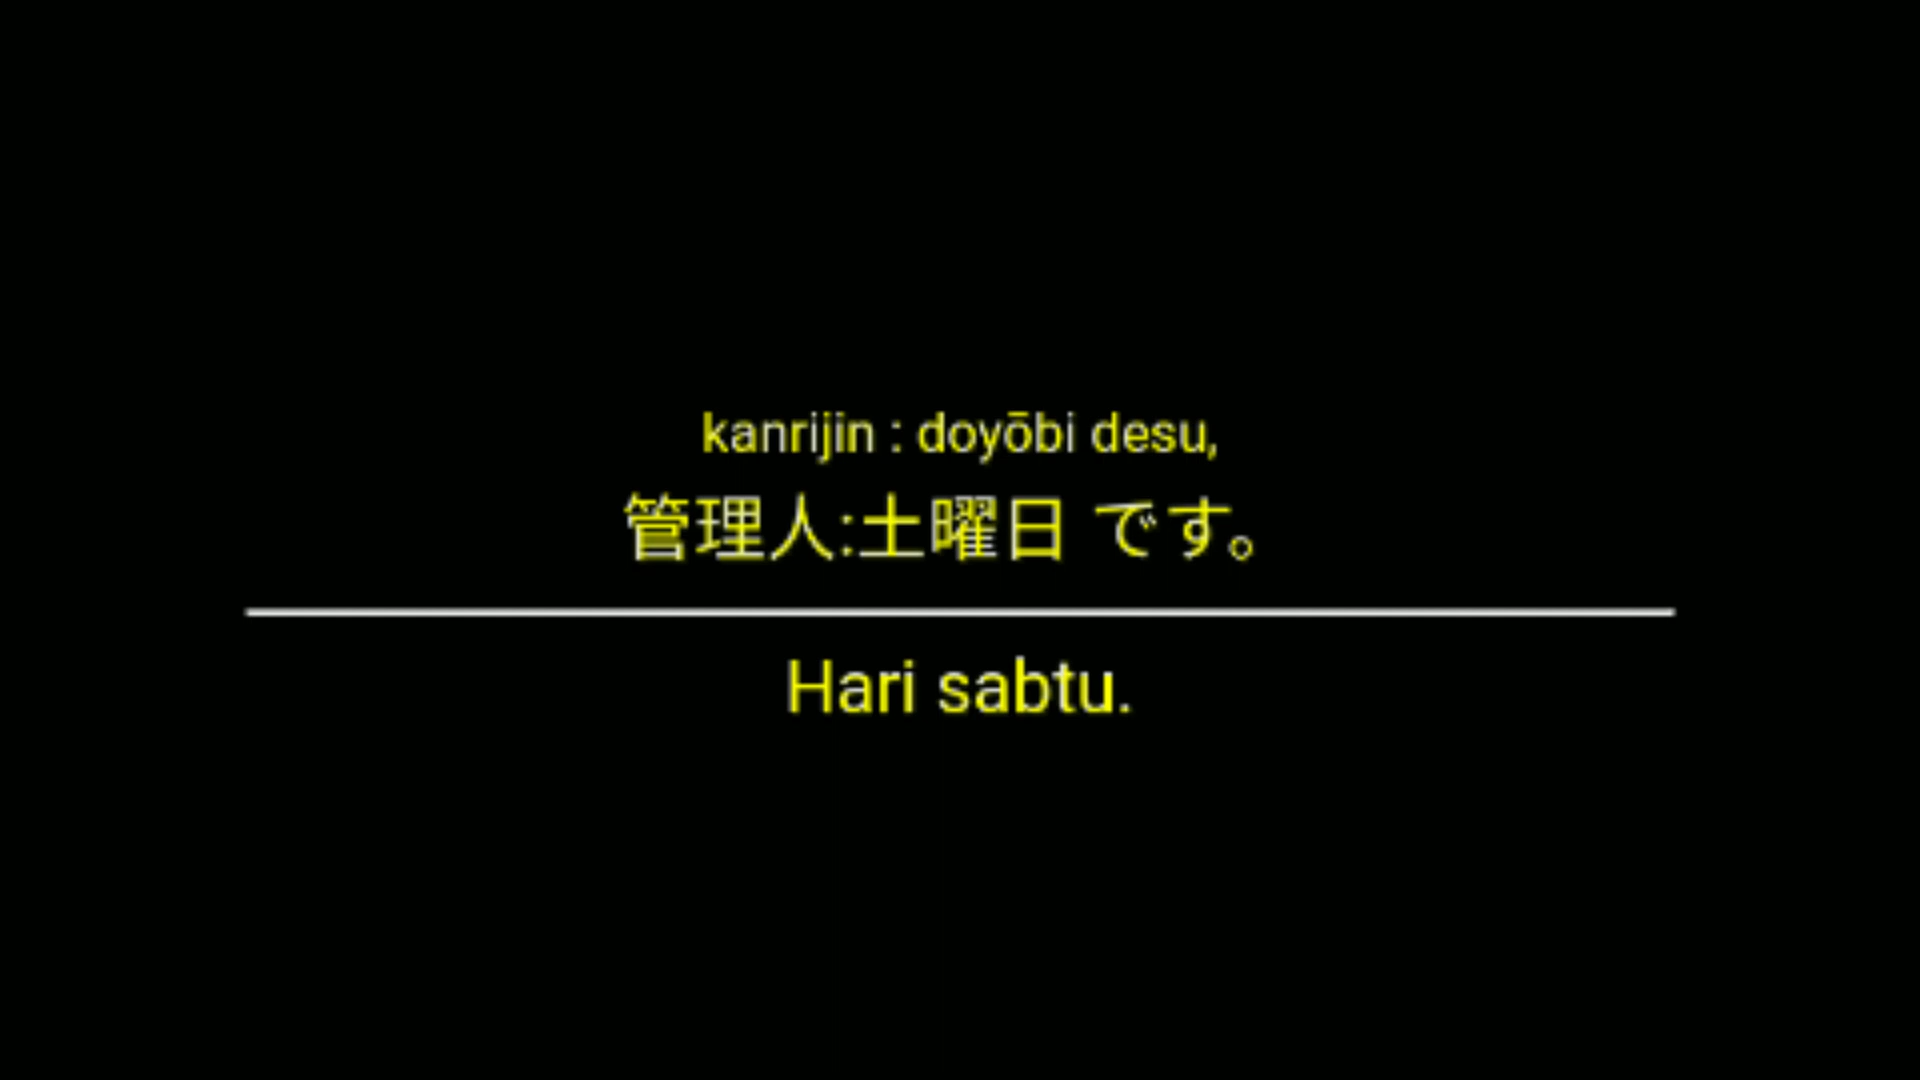 kanrijin : doyōbi desu,
管理人:土曜日 です。
Hari sabtu.